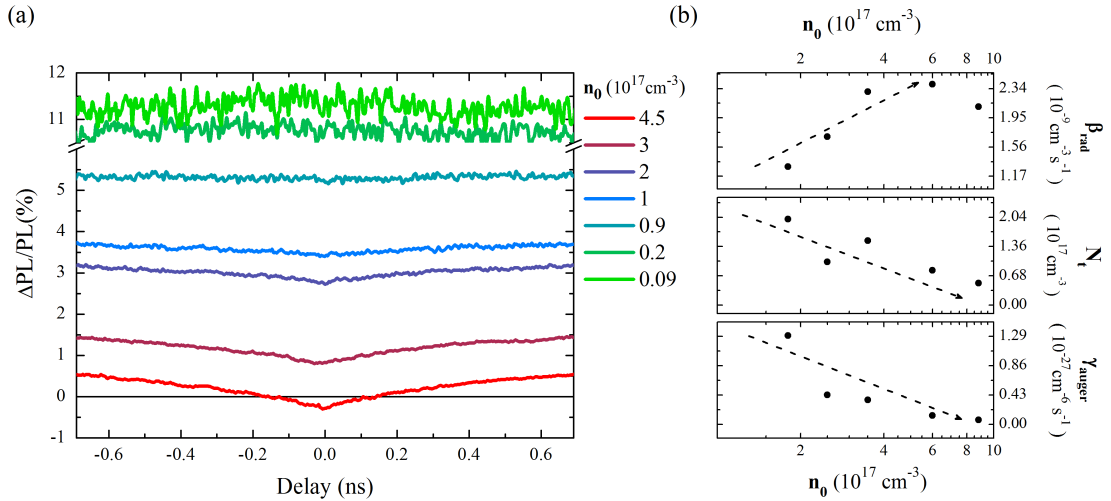 (a)
12
11
5
4
3
2
1
0
-1
ΔPL/PL(%)
-0.6 -0.4 -0.2 0.0 0.2 0.4 0.6
Delay (ns)
n0 (10^17 cm^-3)
4.5
3
2
1
0.9
0.2
0.09
(b)
n0 (10^17 cm^-3)
2 4 6 8 10
2.34
1.95
1.56
1.17
β rad
( 10^-9 cm^-3 s^-1)
2.04
1.36
0.68
0.00
N t
( 10^17 cm^-3)
1.29
0.86
0.43
0.00
γ auger
( 10^-27 cm^-6 s^-1)
2 4 6 8 10
n0 (10^17 cm^-3)